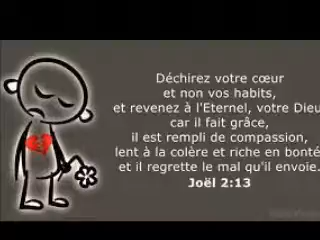 Déchirez votre cœur
et non vos habits,
et revenez à l'Eternel, votre Dieu
car il fait grâce,
il est rempli de compassion,
lent à la colère et riche en bonté
et il regrette le mal qu'il envoie.
Joël 2:13